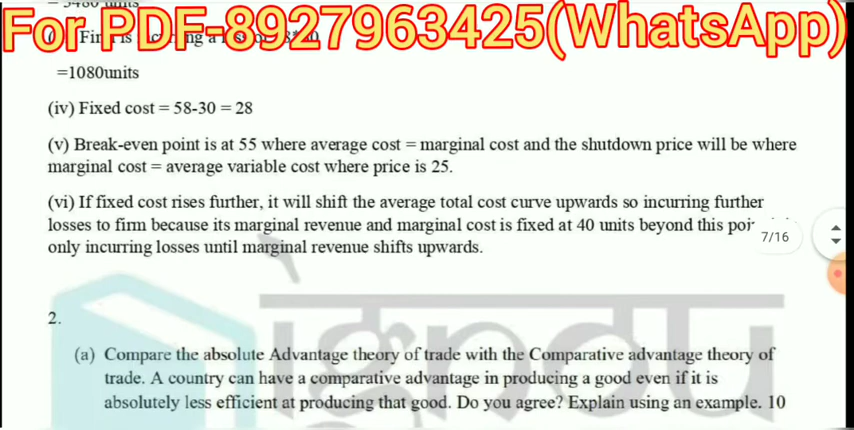 For PDF-8927963425(WhatsApp)
=1080units
(iv) Fixed cost = 58-30 = 28
(v) Break-even point is at 55 where average cost = marginal cost and the shutdown price will be where
marginal cost = average variable cost where price is 25.
(vi) If fixed cost rises further, it will shift the average total cost curve upwards so incurring further
losses to firm because its marginal revenue and marginal cost is fixed at 40 units beyond this
7/16
only incurring losses until marginal revenue shifts upwards.
2.
(a) Compare the absolute Advantage theory of trade with the Comparative advantage theory of
trade. A country can have a comparative advantage in producing a good even if it is
absolutely less efficient at producing that good. Do you agree? Explain using an example. 10
ignou